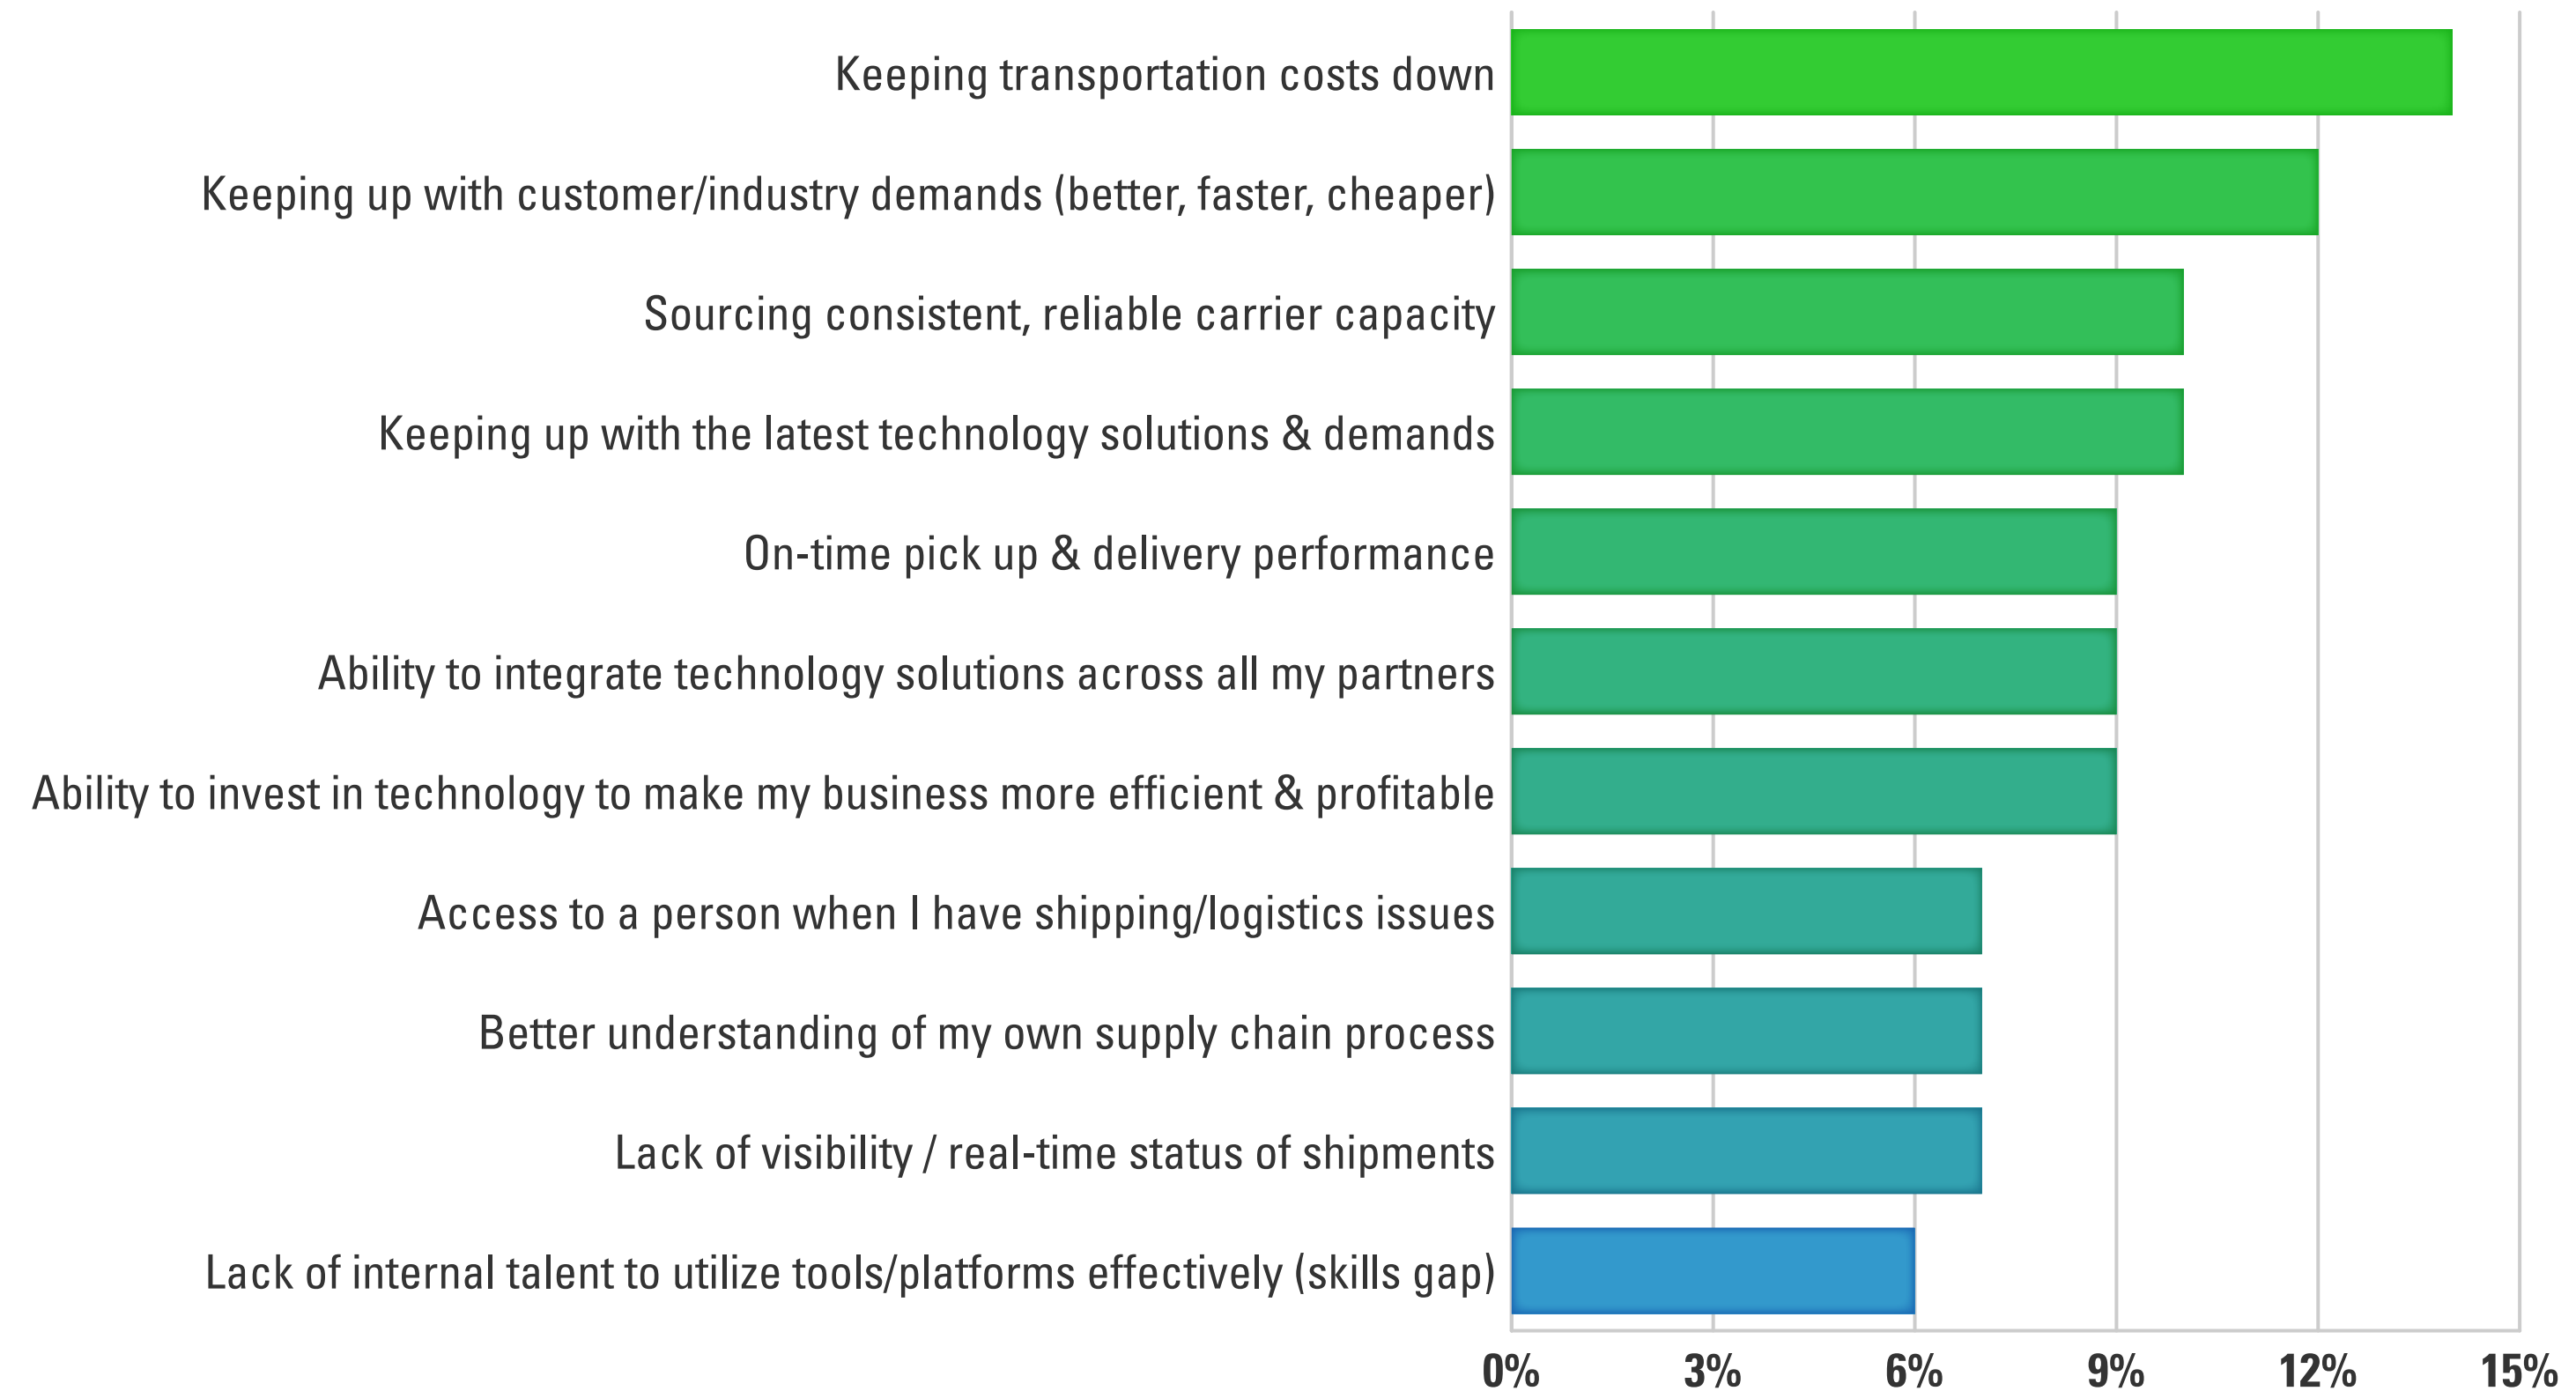 Keeping transportation costs down
Keeping up with customer/industry demands (better, faster, cheaper)
Sourcing consistent, reliable carrier capacity
Keeping up with the latest technology solutions & demands
On-time pick up & delivery performance
Ability to integrate technology solutions across all my partners
Ability to invest in technology to make my business more efficient & profitable
Access to a person when I have shipping/logistics issues
Better understanding of my own supply chain process
Lack of visibility / real-time status of shipments
Lack of internal talent to utilize tools/platforms effectively (skills gap)
0% 3% 6% 9% 12% 15%